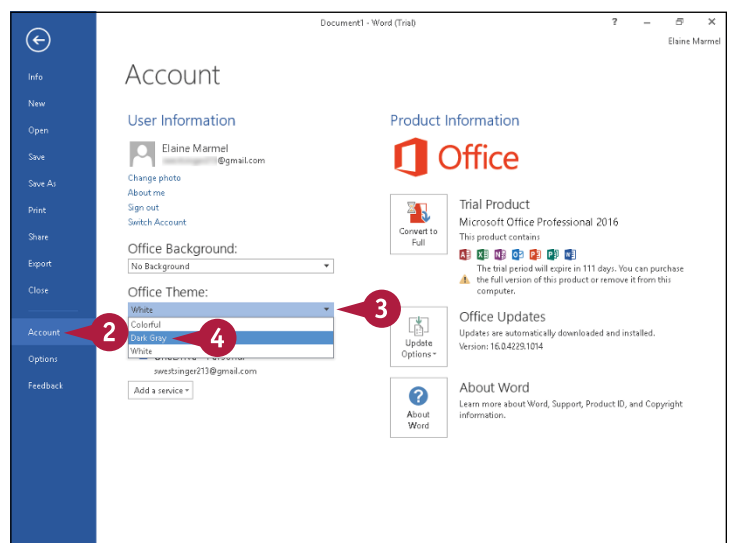 Document1 - Word (Trial)
? – ×
Elaine Marmel
Info
New
Open
Save
Save As
Print
Share
Export
Close
Account
Options
Feedback
2
Account
User Information
Elaine Marmel
@gmail.com
Change photo
About me
Sign out
Switch Account
Office Background:
No Background
Office Theme:
White
3
Colorful
Dark Gray
4
White
swestsinger213@gmail.com
Add a service
Product Information
Office
Convert to
Full
Trial Product
Microsoft Office Professional 2016
This product contains
The trial period will expire in 111 days. You can purchase
the full version of this product or remove it from this
computer.
Update
Options
Office Updates
Updates are automatically downloaded and installed.
Version: 16.0.4229.1014
About
Word
About Word
Learn more about Word, Support, Product ID, and Copyright
information.